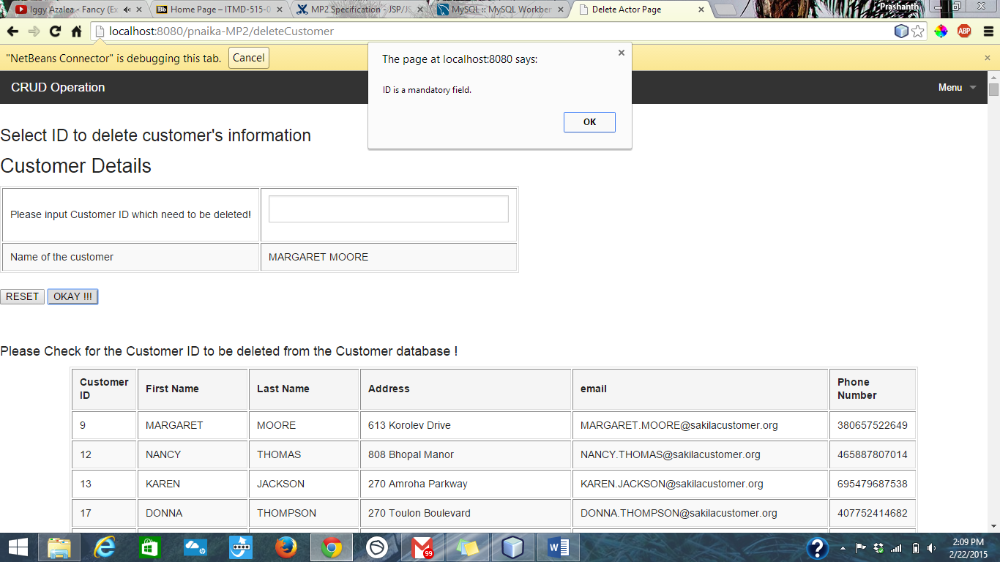 Iggy Azalea - Fancy (Ex
Home Page – ITMD-515-0
MP2 Specification - JSP/JS
MySQL :: MySQL Workber
Delete Actor Page
Prashanth
localhost:8080/pnaika-MP2/deleteCustomer
ABP
"NetBeans Connector" is debugging this tab.
Cancel
The page at localhost:8080 says:
ID is a mandatory field.
OK
CRUD Operation
Menu
Select ID to delete customer's information
Customer Details
Please input Customer ID which need to be deleted!
Name of the customer MARGARET MOORE
RESET OKAY !!!
Please Check for the Customer ID to be deleted from the Customer database !
Customer ID First Name Last Name Address email Phone Number
9 MARGARET MOORE 613 Korolev Drive MARGARET.MOORE@sakilacustomer.org 380657522649
12 NANCY THOMAS 808 Bhopal Manor NANCY.THOMAS@sakilacustomer.org 465887807014
13 KAREN JACKSON 270 Amroha Parkway KAREN.JACKSON@sakilacustomer.org 695479687538
17 DONNA THOMPSON 270 Toulon Boulevard DONNA.THOMPSON@sakilacustomer.org 407752414682
99
2:09 PM
2/22/2015